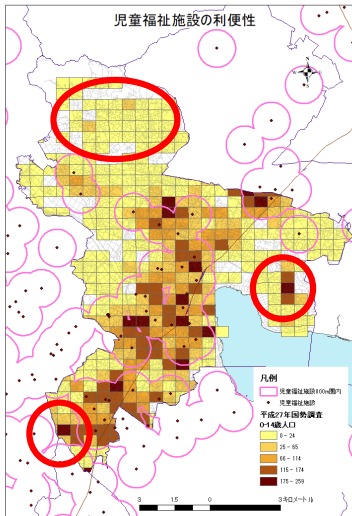 児童福祉施設の利便性
凡例
児童福祉施設800m圏内
児童福祉施設
平成27年国勢調査
0-14歳人口
0 - 24
25 - 65
66 - 114
115 - 174
175 - 259
3 1.5 0 3キロメートル